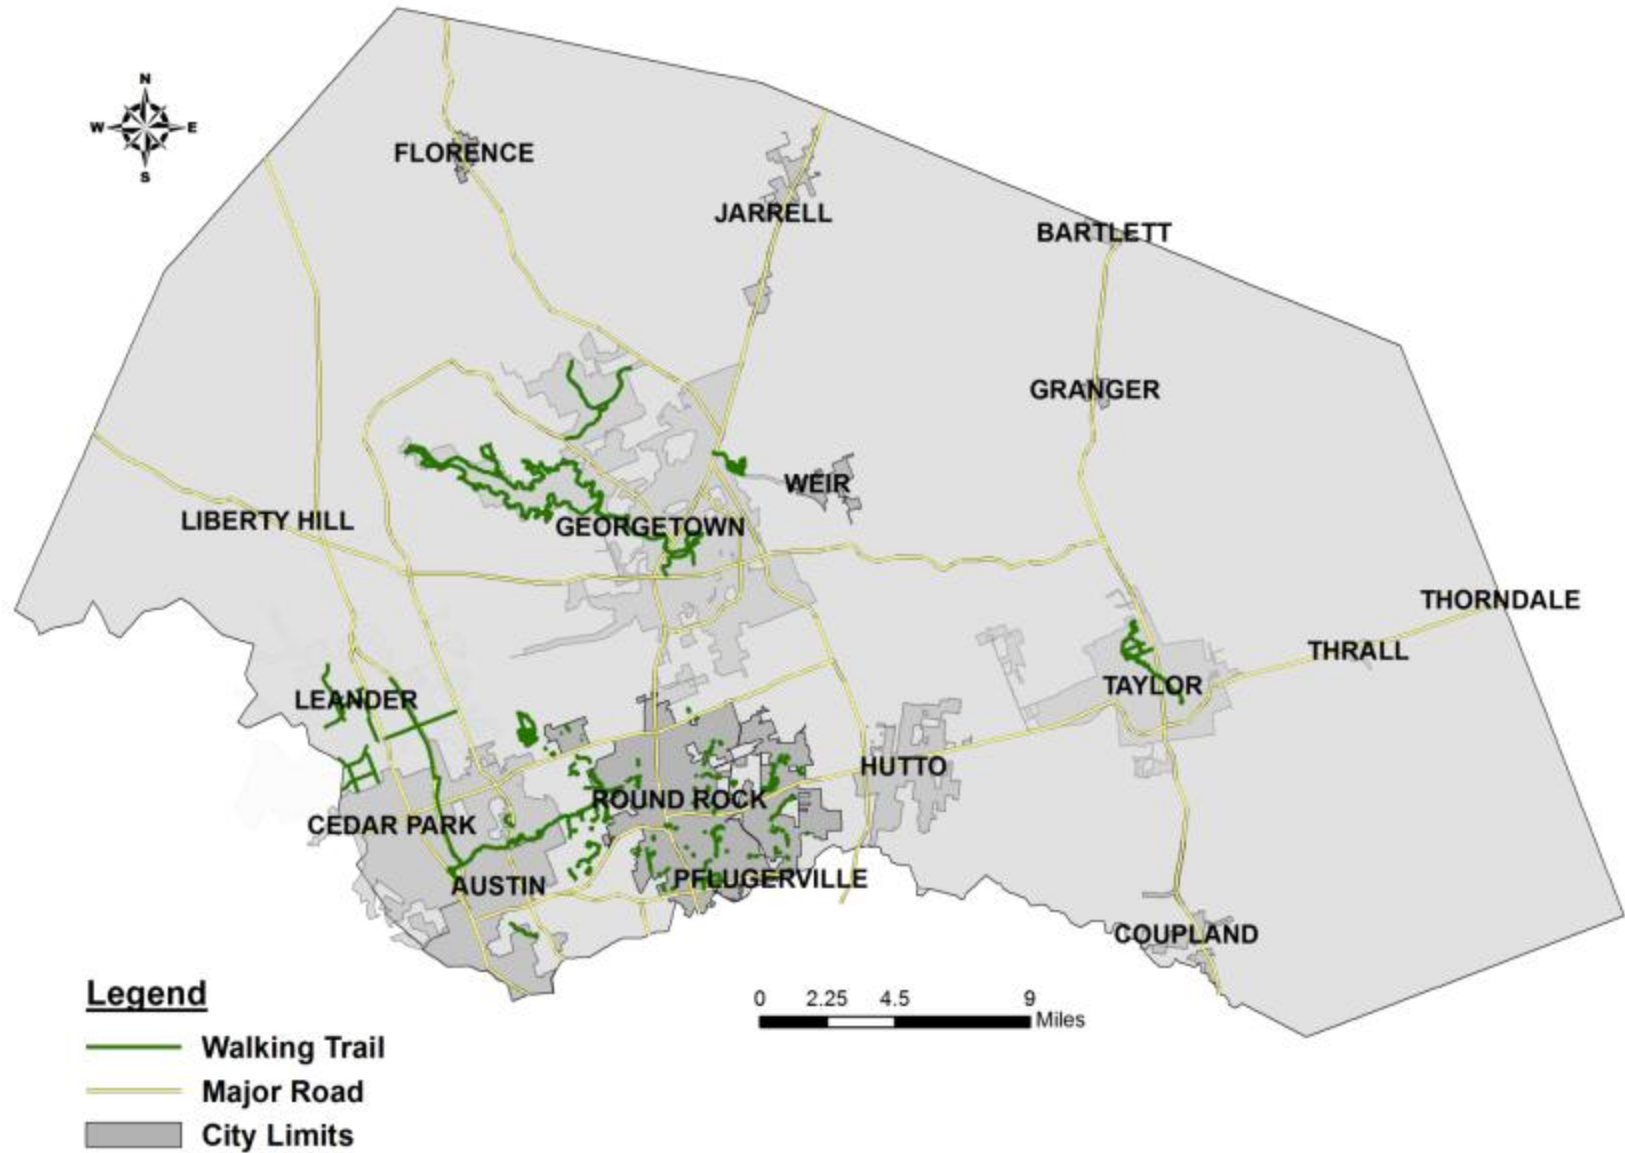 N
W E
S
FLORENCE
JARRELL
BARTLETT
GRANGER
WEIR
LIBERTY HILL
GEORGETOWN
THORNDALE
THRALL
TAYLOR
LEANDER
HUTTO
ROUND ROCK
CEDAR PARK
PFLUGERVILLE
AUSTIN
COUPLAND
Legend
Walking Trail
Major Road
City Limits
0 2.25 4.5 9
Miles